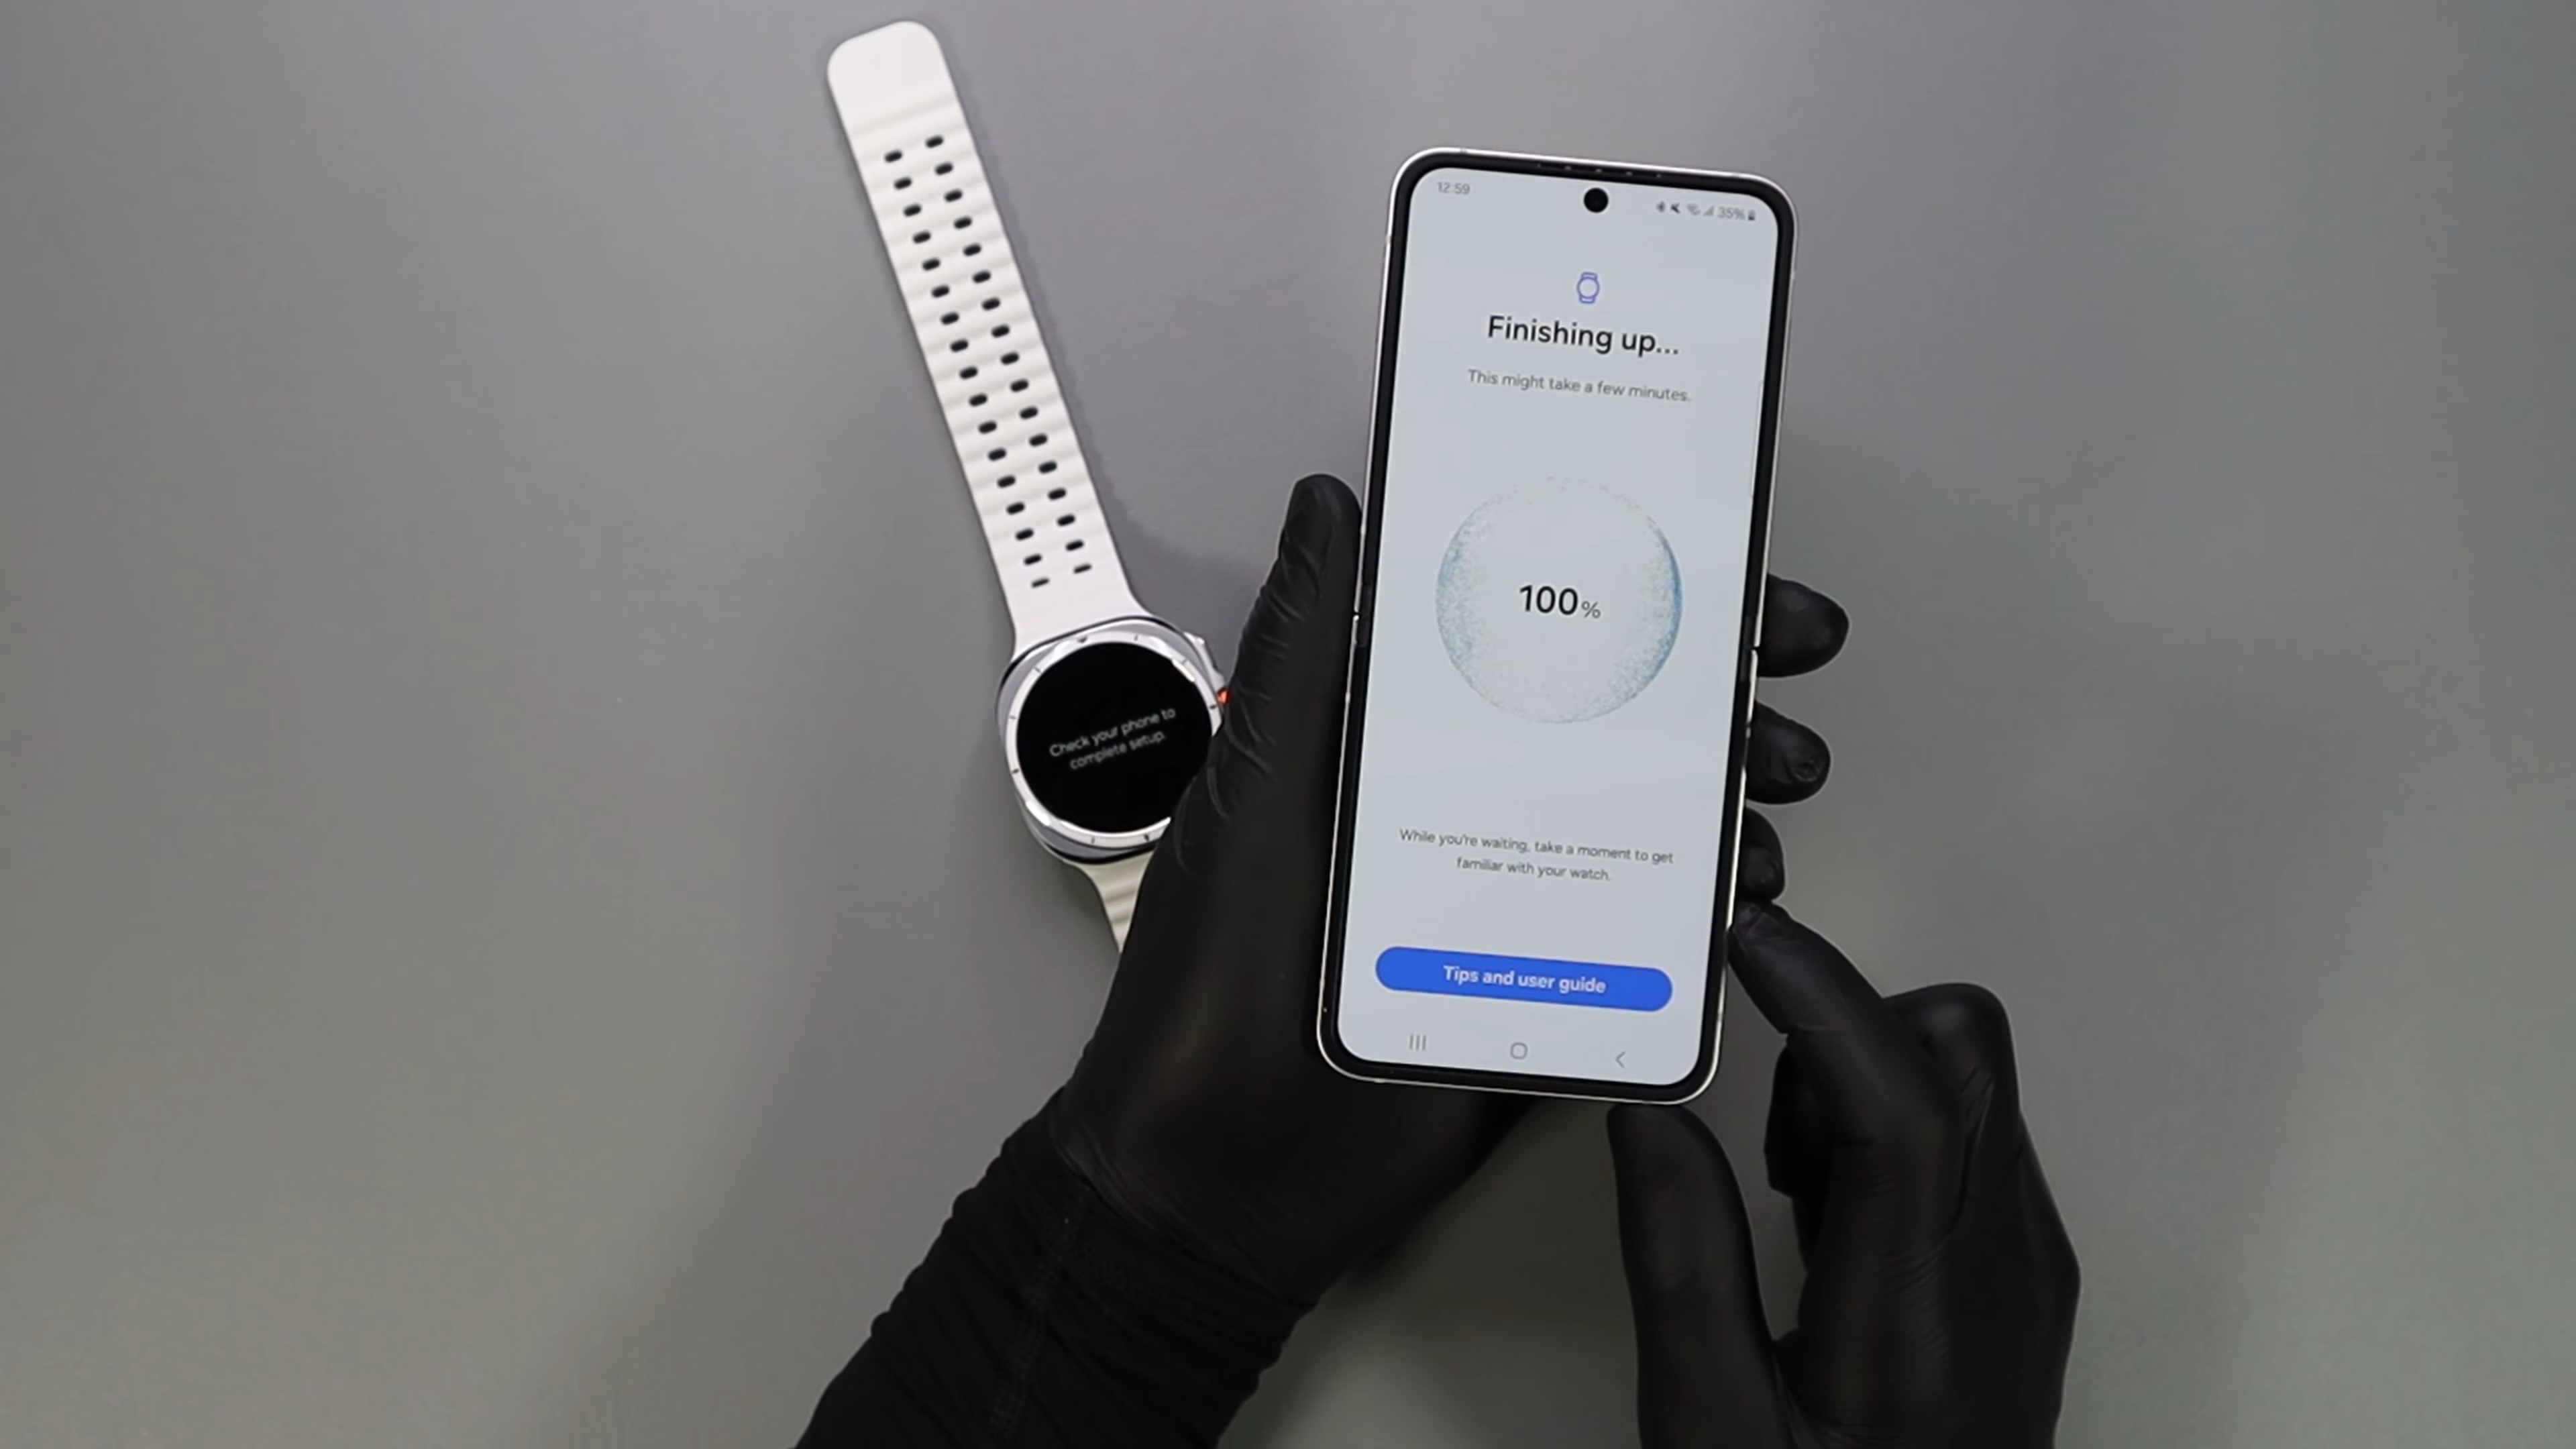 12:59
35%
Finishing up...
This might take a few minutes.
100%
While you're waiting, take a moment to get
familiar with your watch.
Tips and user guide
Check your phone to
complete setup.